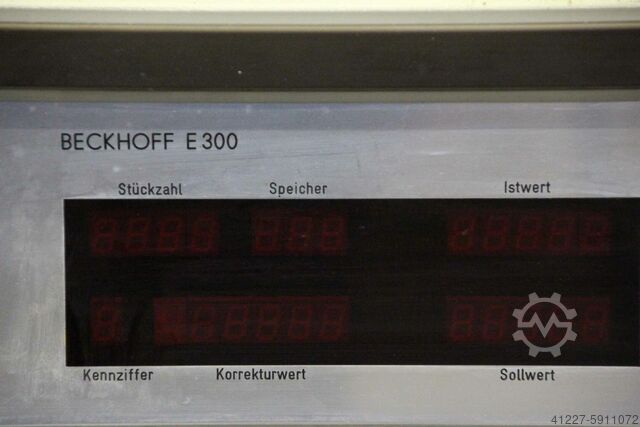 BECKHOFF E300
Stückzahl Speicher Istwert
Kennziffer Korrekturwert Sollwert
41227-5911072